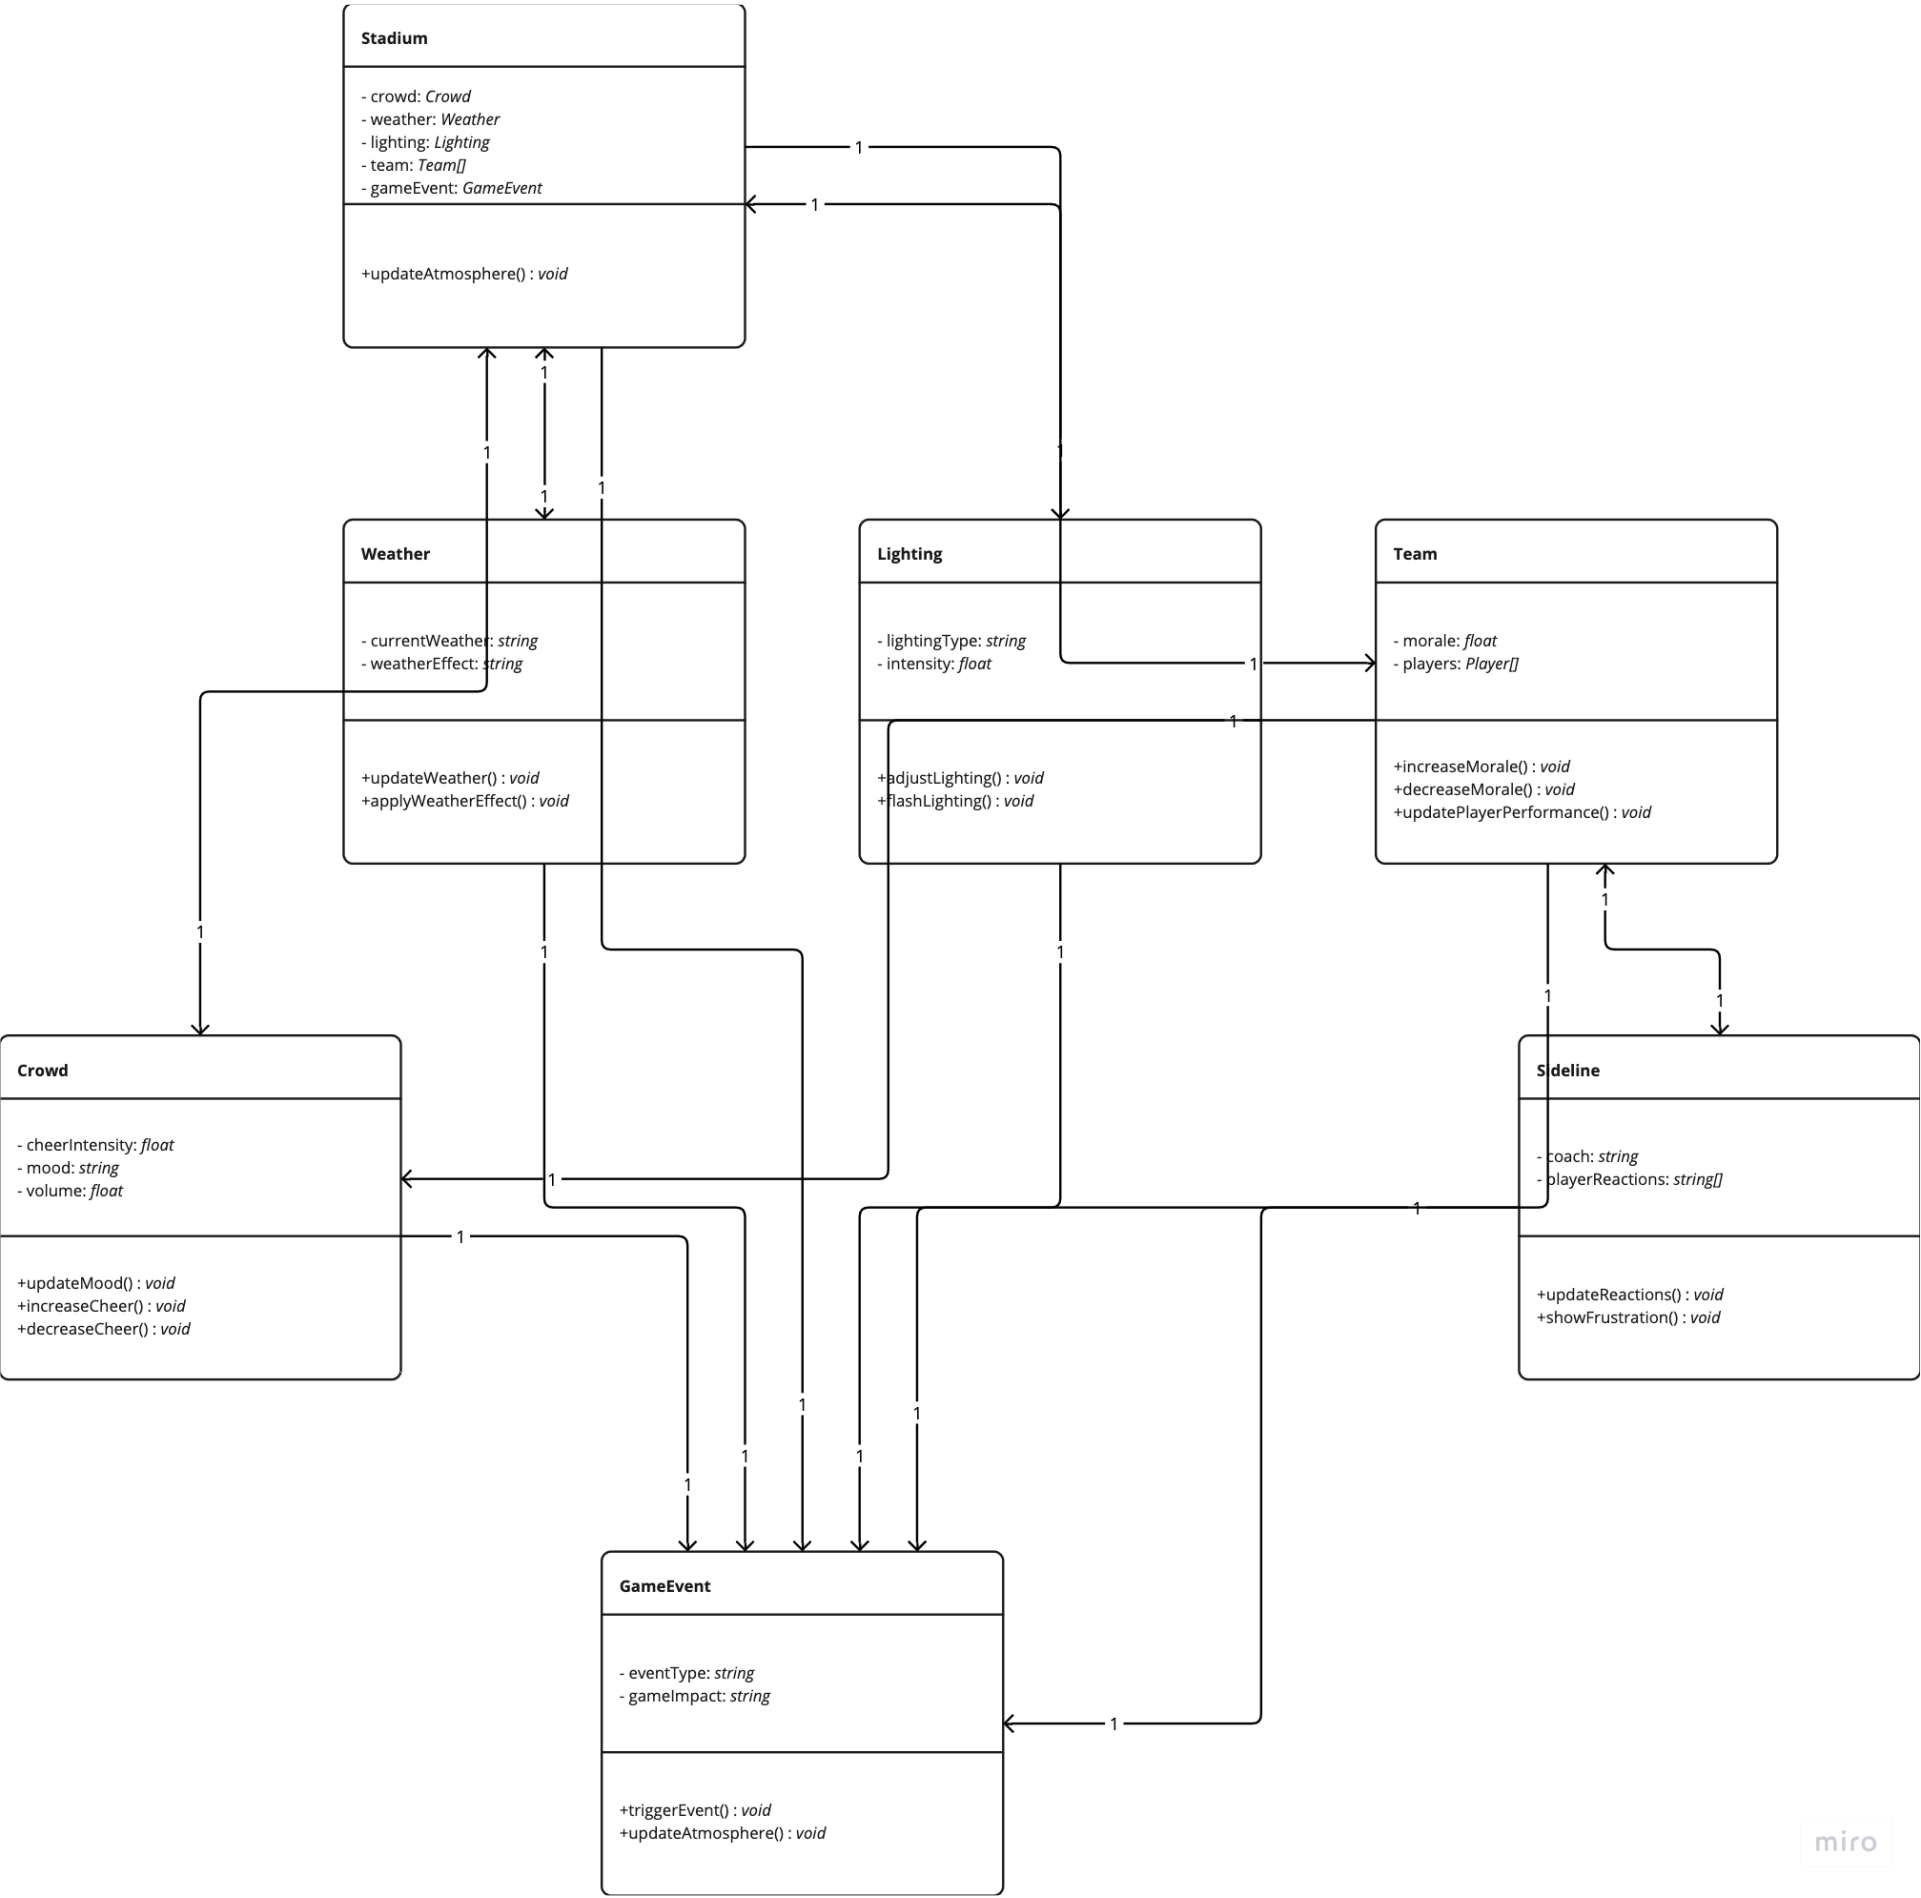 Stadium
- crowd: Crowd
- weather: Weather
- lighting: Lighting
- team: Team[]
- gameEvent: GameEvent
+updateAtmosphere() : void
1
1
1
1
1
1
1
Weather
- currentWeather: string
- weatherEffect: string
+updateWeather() : void
+applyWeatherEffect() : void
Lighting
- lightingType: string
- intensity: float
+adjustLighting() : void
+flashLighting() : void
1
1
Team
- morale: float
- players: Player[]
+increaseMorale() : void
+decreaseMorale() : void
+updatePlayerPerformance() : void
1
1
1
1
1
1
Crowd
- cheerIntensity: float
- mood: string
- volume: float
+updateMood() : void
+increaseCheer() : void
+decreaseCheer() : void
1
1
1
Sideline
- coach: string
- playerReactions: string[]
+updateReactions() : void
+showFrustration() : void
1
1
1
1
1
GameEvent
- eventType: string
- gameImpact: string
+triggerEvent() : void
+updateAtmosphere() : void
1
miro